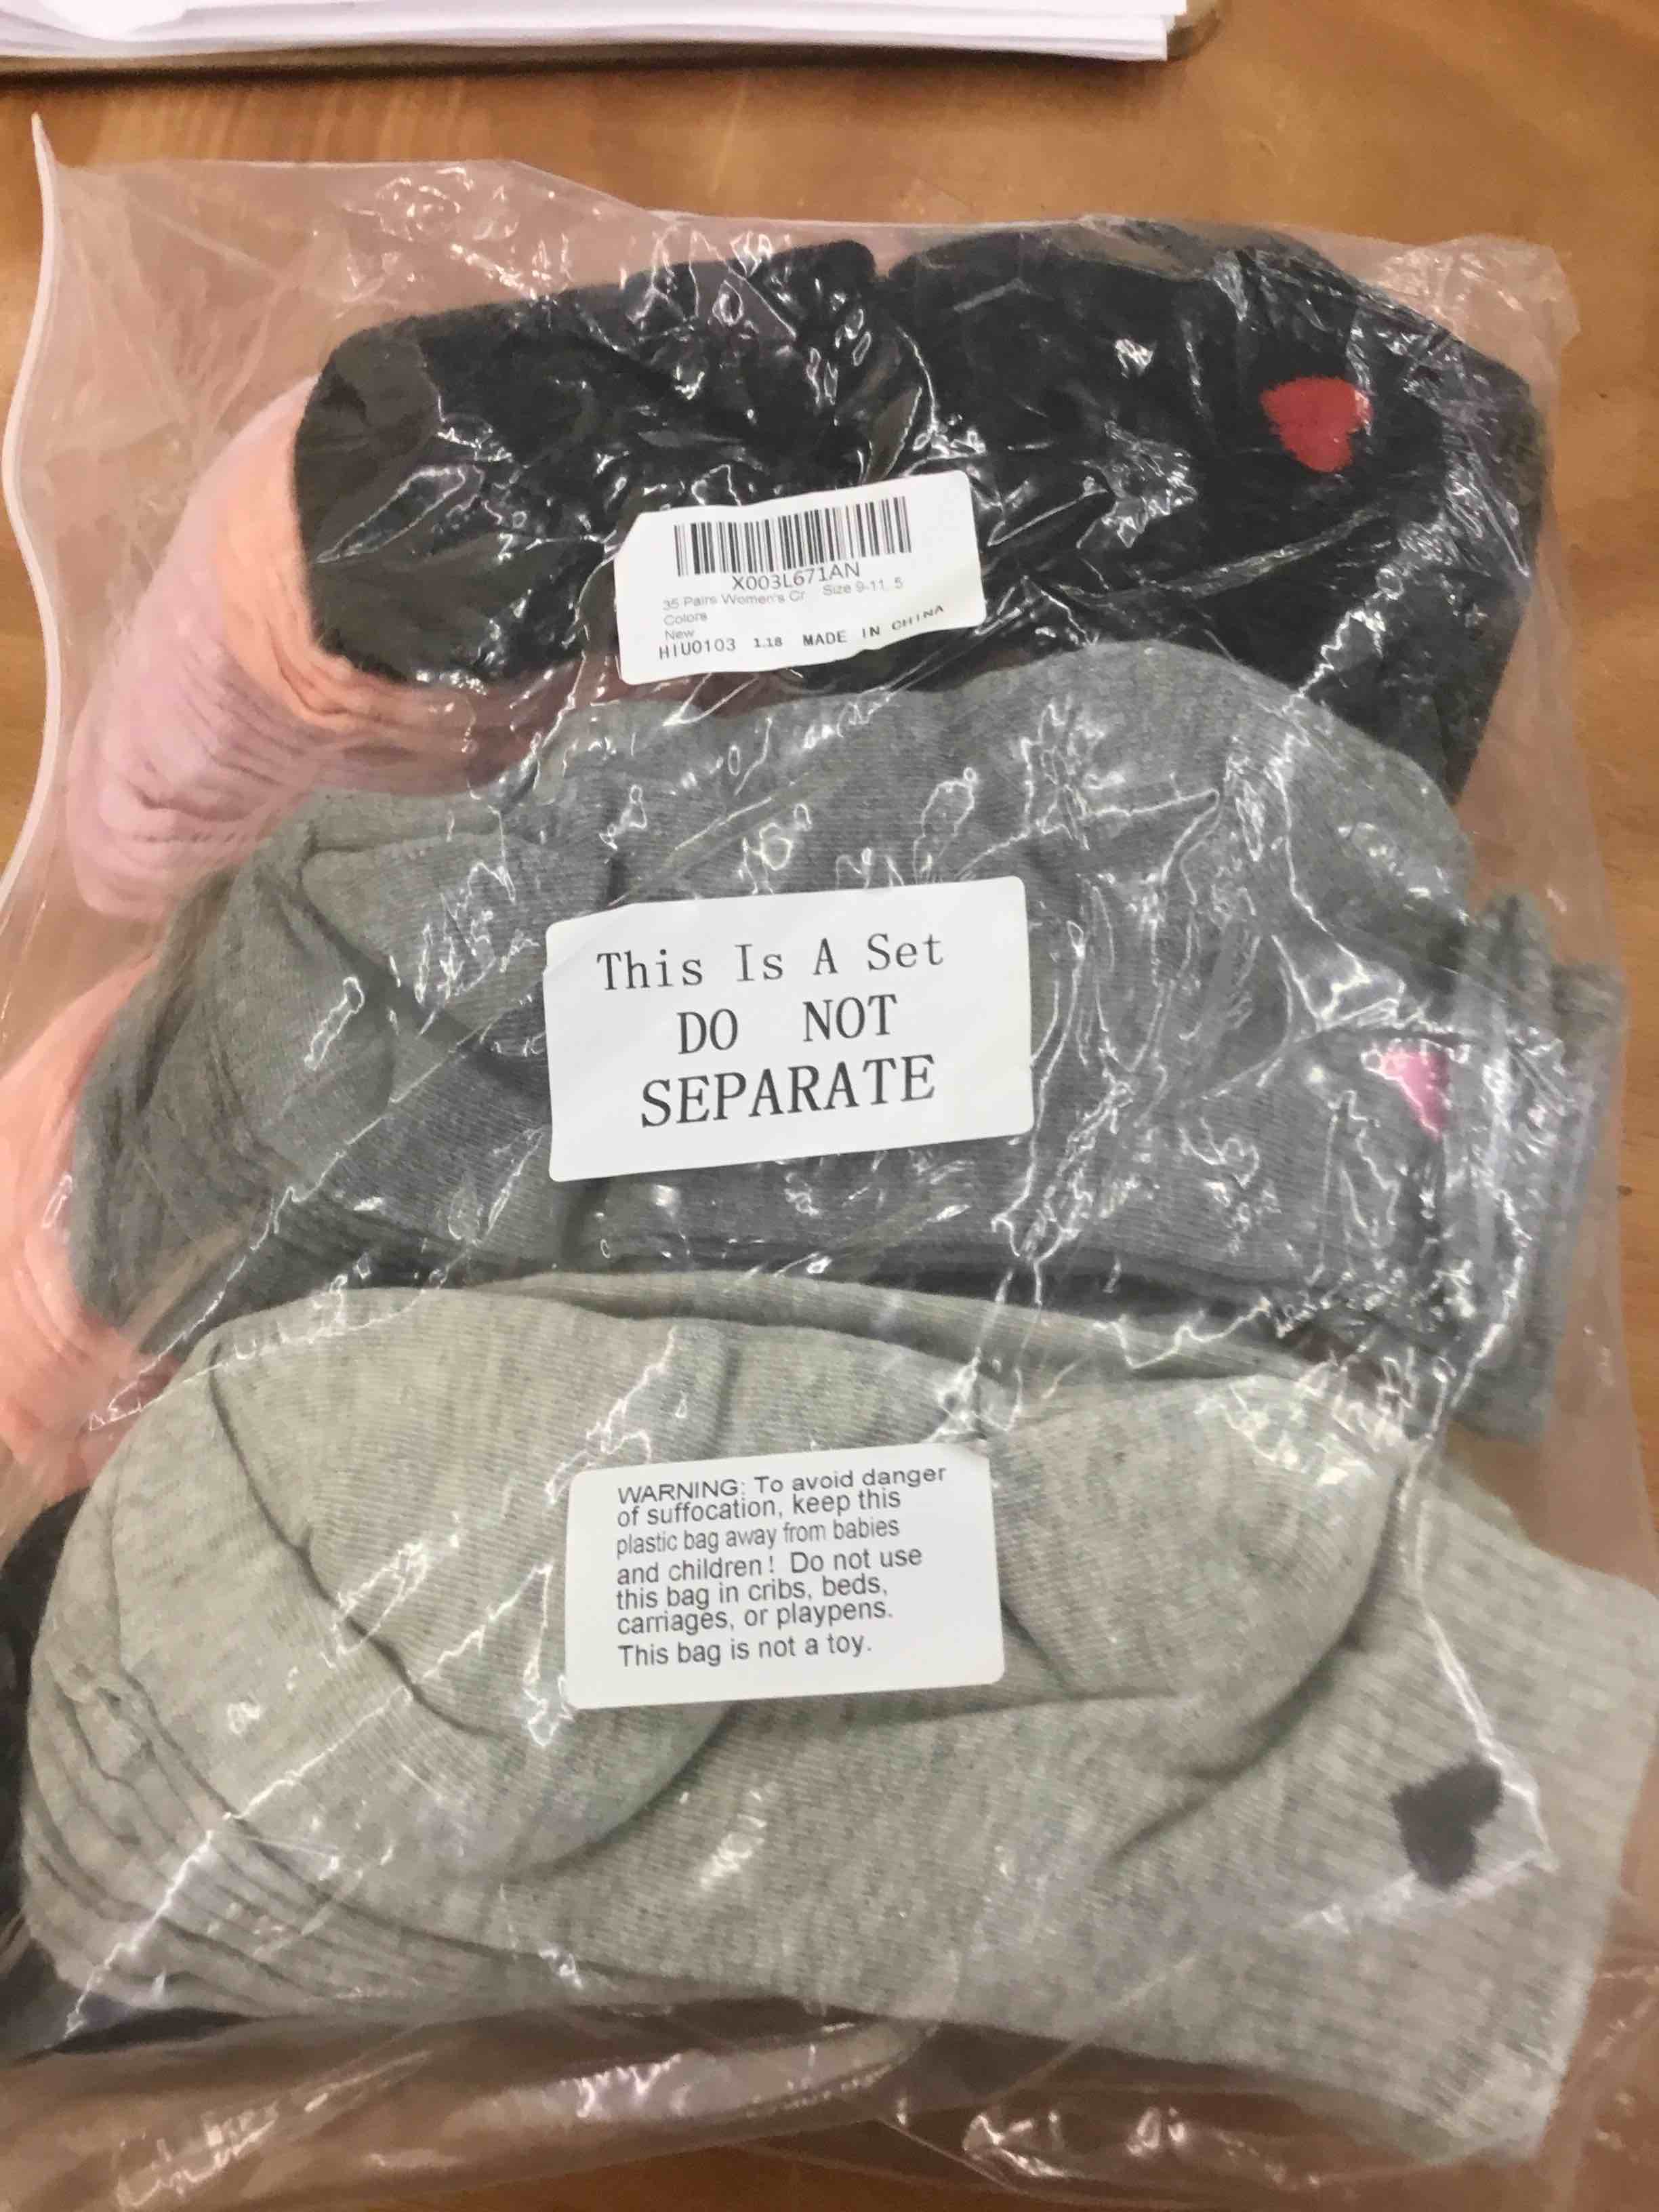 X003L671AN
35 Pairs Women's Cr Size 9-11, 5
Colors
New
HIU0103 1.18 MADE IN CHINA
This Is A Set
DO NOT
SEPARATE
WARNING: To avoid danger
of suffocation, keep this
plastic bag away from babies
and children! Do not use
this bag in cribs, beds,
carriages, or playpens.
This bag is not a toy.